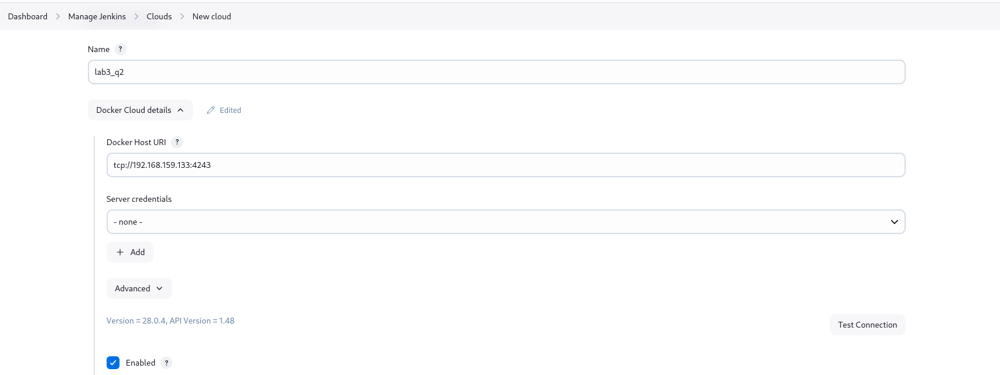 Dashboard > Manage Jenkins > Clouds > New cloud
Name ?
lab3_q2
Docker Cloud details Edited
Docker Host URI ?
tcp://192.168.159.133:4243
Server credentials
- none -
+ Add
Advanced
Version = 28.0.4, API Version = 1.48
Test Connection
Enabled ?